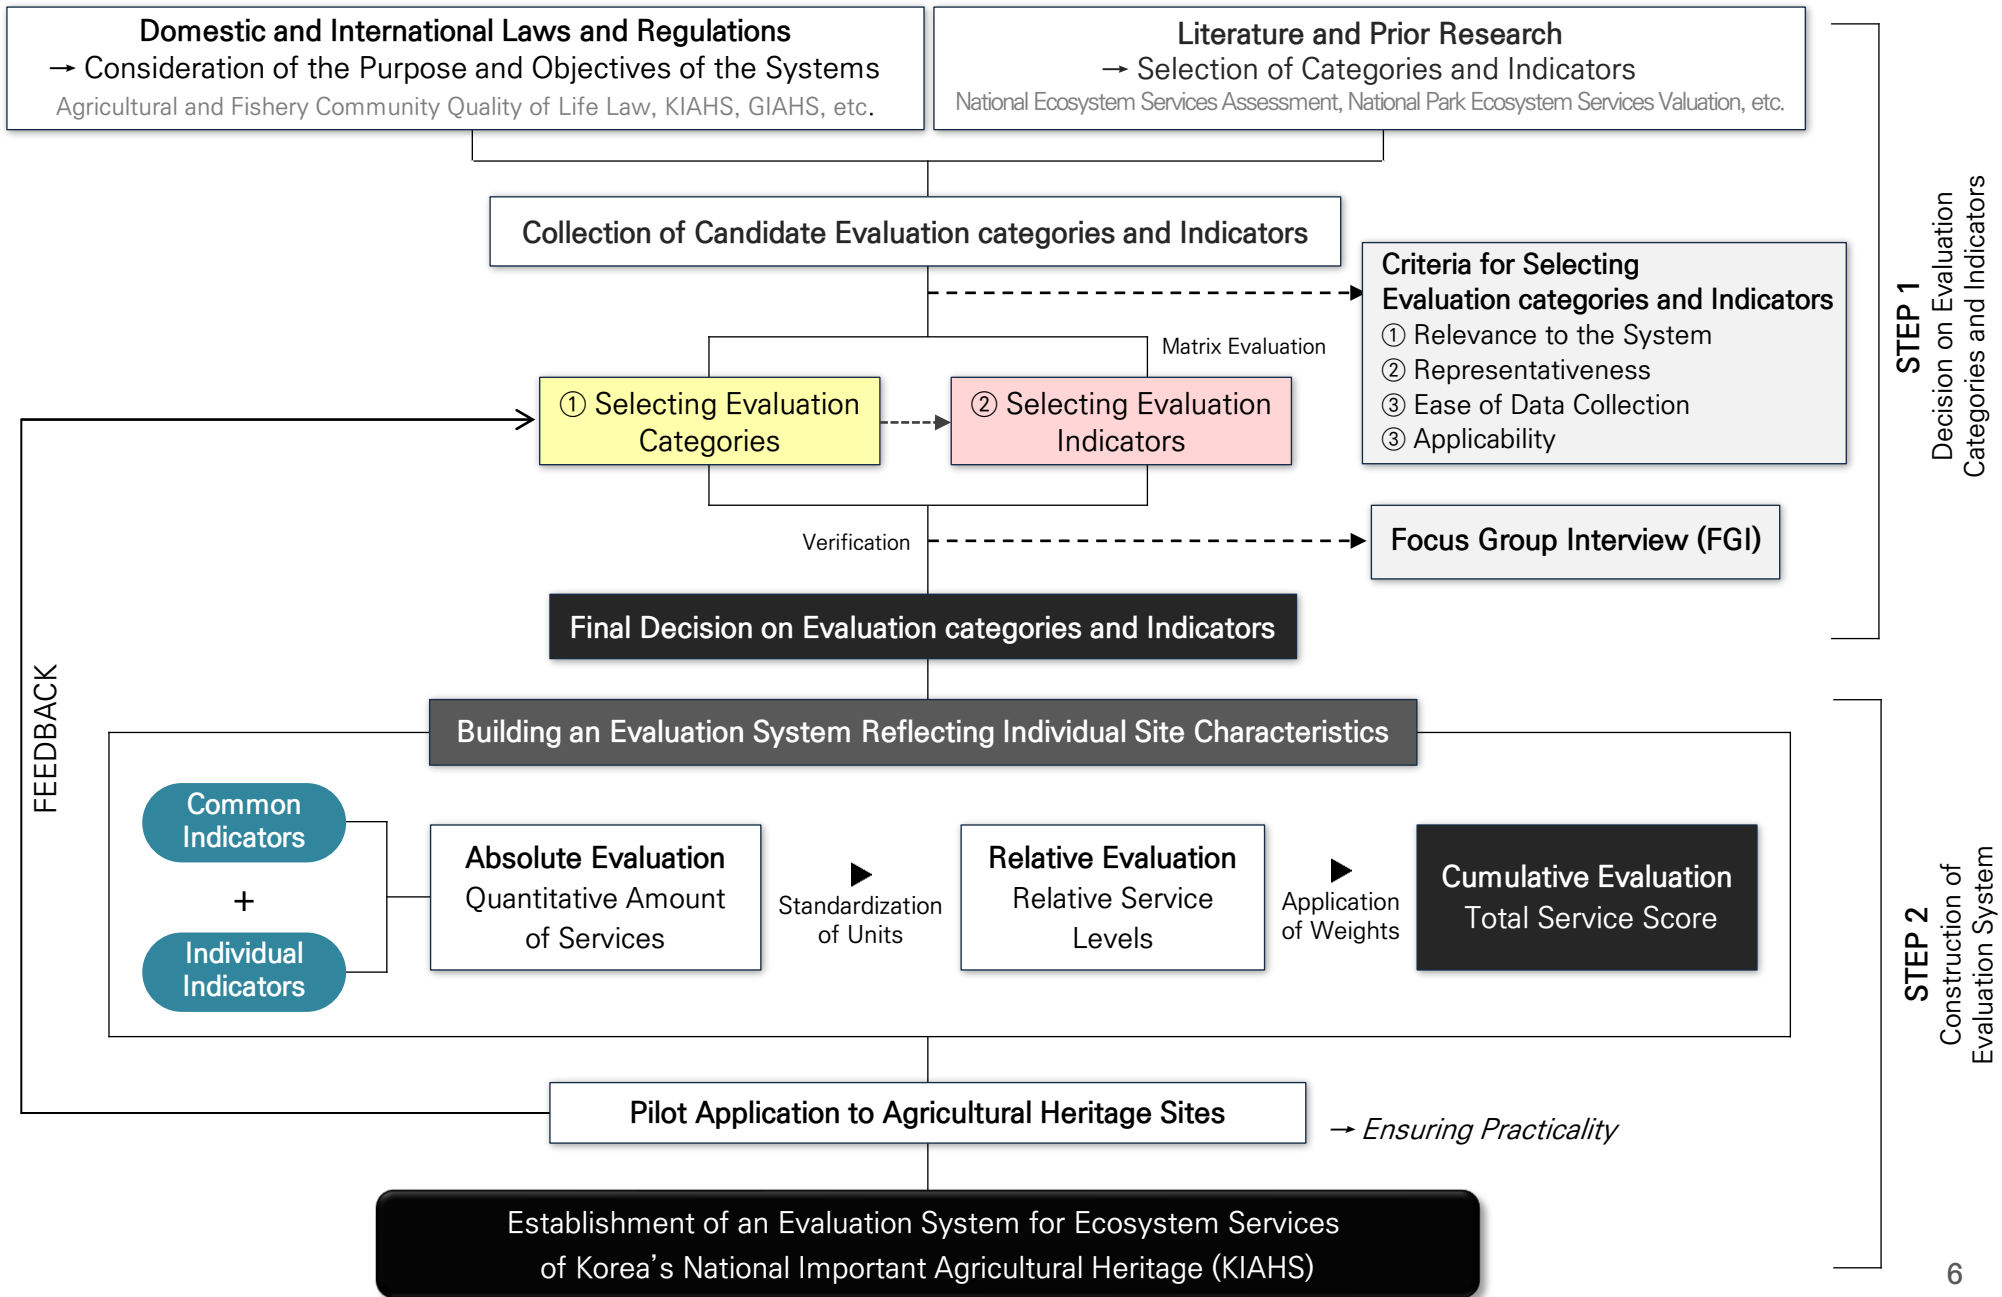 Domestic and International Laws and Regulations
→ Consideration of the Purpose and Objectives of the Systems
Agricultural and Fishery Community Quality of Life Law, KIAHS, GIAHS, etc.
Literature and Prior Research
→ Selection of Categories and Indicators
National Ecosystem Services Assessment, National Park Ecosystem Services Valuation, etc.
Collection of Candidate Evaluation categories and Indicators
Criteria for Selecting
Evaluation categories and Indicators
① Relevance to the System
② Representativeness
③ Ease of Data Collection
③ Applicability
Matrix Evaluation
① Selecting Evaluation
Categories
② Selecting Evaluation
Indicators
Verification
Focus Group Interview (FGI)
Final Decision on Evaluation categories and Indicators
STEP 1
Decision on Evaluation
Categories and Indicators
FEEDBACK
Building an Evaluation System Reflecting Individual Site Characteristics
Common
Indicators
+
Individual
Indicators
Absolute Evaluation
Quantitative Amount
of Services
▶
Standardization
of Units
Relative Evaluation
Relative Service
Levels
▶
Application
of Weights
Cumulative Evaluation
Total Service Score
STEP 2
Construction of
Evaluation System
Pilot Application to Agricultural Heritage Sites
→ Ensuring Practicality
Establishment of an Evaluation System for Ecosystem Services
of Korea's National Important Agricultural Heritage (KIAHS)
6